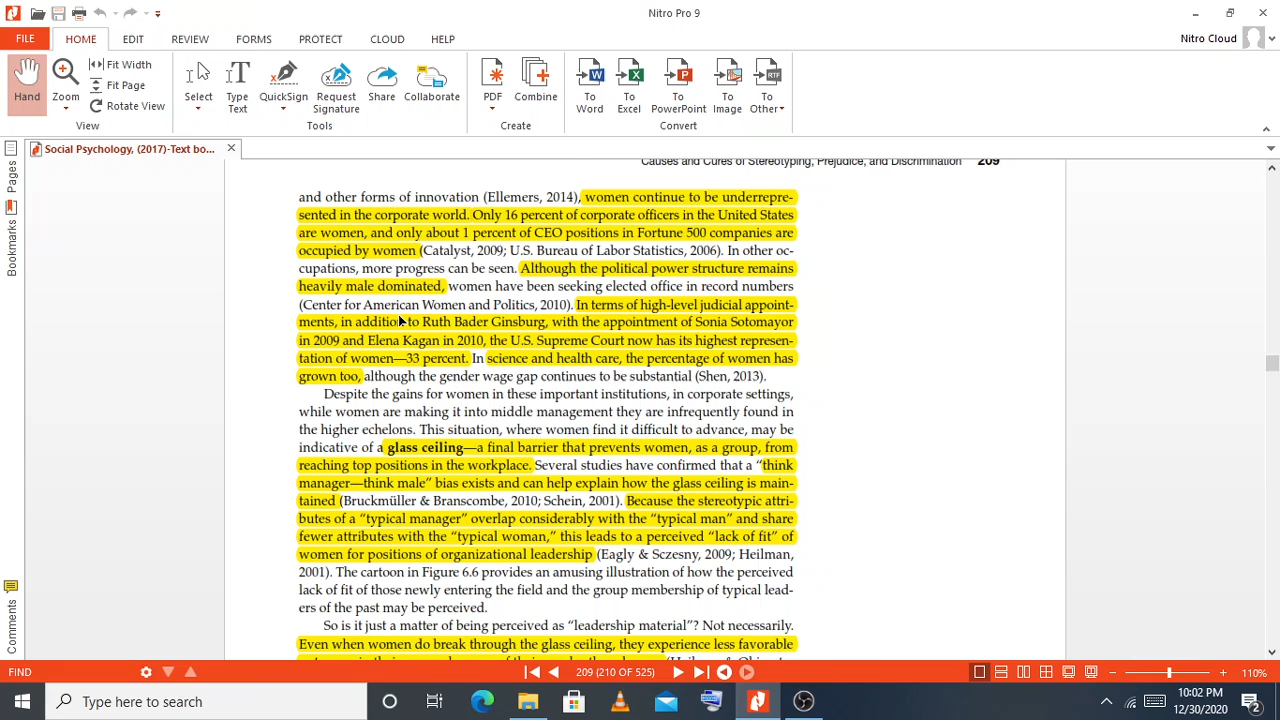 Nitro Pro 9
FILE
HOME
EDIT
REVIEW
FORMS
PROTECT
CLOUD
HELP
Nitro Cloud
Hand
Zoom
Fit Width
Fit Page
Rotate View
View
Select
Type Text
QuickSign
Request Signature
Share
Collaborate
Tools
PDF
Combine
Create
To Word
To Excel
To PowerPoint
To Image
To Other
Convert
Social Psychology, (2017)-Text bo...
Pages
Bookmarks
Comments
Causes and Cures of Stereotyping, Prejudice, and Discrimination 209
and other forms of innovation (Ellemers, 2014), women continue to be underrepre-
sented in the corporate world. Only 16 percent of corporate officers in the United States
are women, and only about 1 percent of CEO positions in Fortune 500 companies are
occupied by women (Catalyst, 2009; U.S. Bureau of Labor Statistics, 2006). In other oc-
cupations, more progress can be seen. Although the political power structure remains
heavily male dominated, women have been seeking elected office in record numbers
(Center for American Women and Politics, 2010). In terms of high-level judicial appoint-
ments, in addition to Ruth Bader Ginsburg, with the appointment of Sonia Sotomayor
in 2009 and Elena Kagan in 2010, the U.S. Supreme Court now has its highest represen-
tation of women—33 percent. In science and health care, the percentage of women has
grown too, although the gender wage gap continues to be substantial (Shen, 2013).
Despite the gains for women in these important institutions, in corporate settings,
while women are making it into middle management they are infrequently found in
the higher echelons. This situation, where women find it difficult to advance, may be
indicative of a glass ceiling—a final barrier that prevents women, as a group, from
reaching top positions in the workplace. Several studies have confirmed that a “think
manager—think male” bias exists and can help explain how the glass ceiling is main-
tained (Bruckmüller & Branscombe, 2010; Schein, 2001). Because the stereotypic attri-
butes of a “typical manager” overlap considerably with the “typical man” and share
fewer attributes with the “typical woman,” this leads to a perceived “lack of fit” of
women for positions of organizational leadership (Eagly & Sczesny, 2009; Heilman,
2001). The cartoon in Figure 6.6 provides an amusing illustration of how the perceived
lack of fit of those newly entering the field and the group membership of typical lead-
ers of the past may be perceived.
So is it just a matter of being perceived as “leadership material”? Not necessarily.
Even when women do break through the glass ceiling, they experience less favorable
FIND
209 (210 OF 525)
110%
Type here to search
10:02 PM
12/30/2020
2